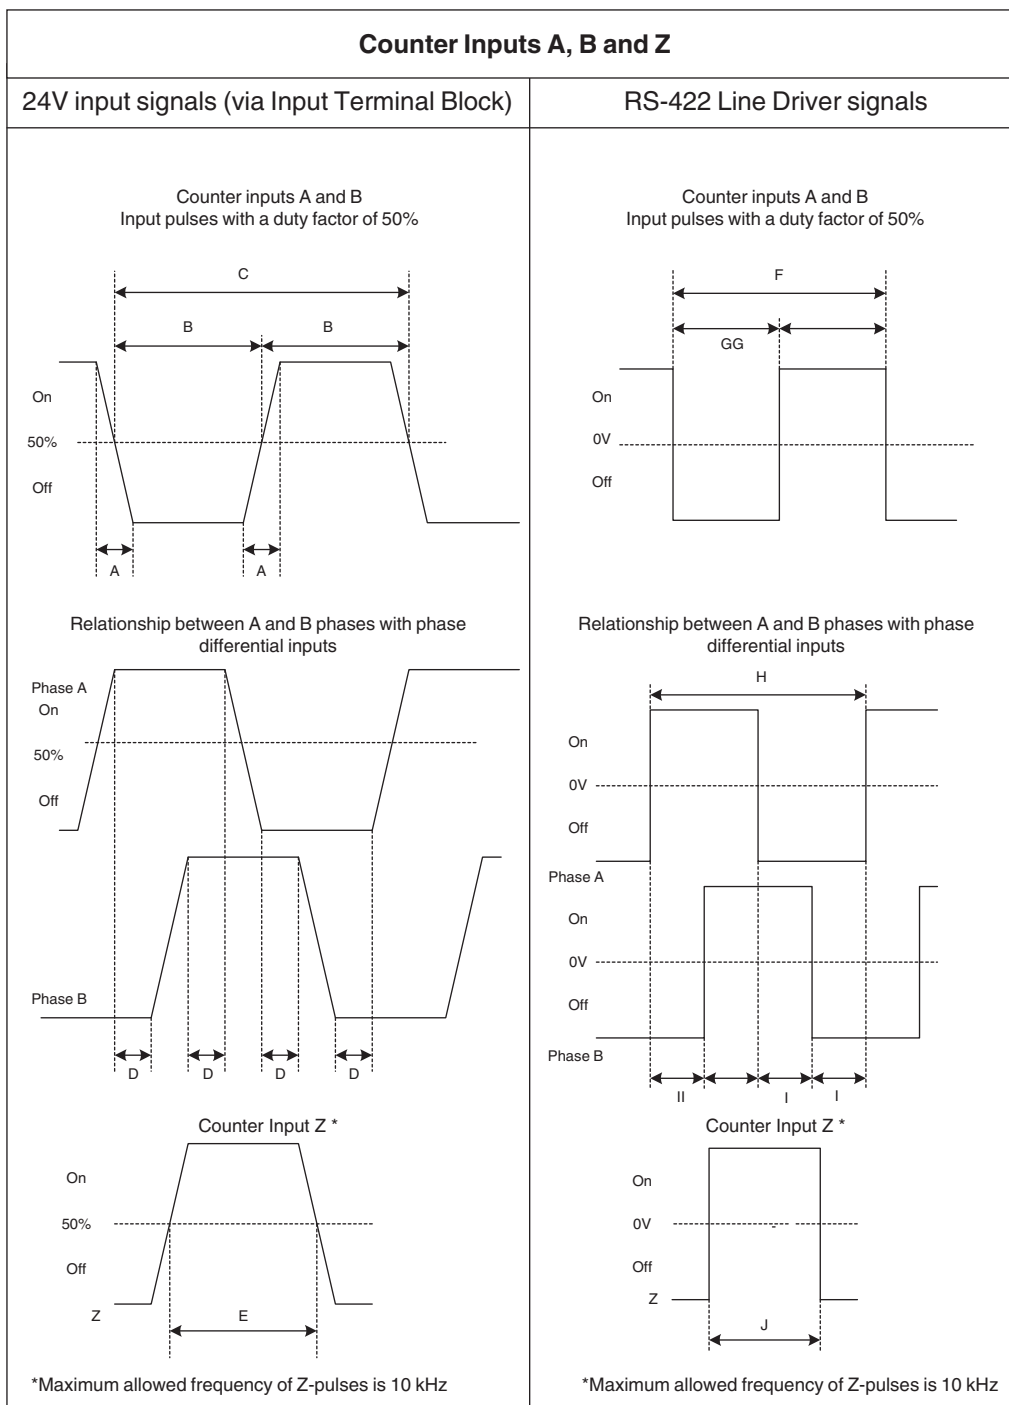 Counter Inputs A, B and Z
24V input signals (via Input Terminal Block)
Counter inputs A and B
Input pulses with a duty factor of 50%
C
B B
On
50%
Off
A A
Relationship between A and B phases with phase
differential inputs
Phase A
On
50%
Off
Phase B
D D D D
Counter Input Z *
On
50%
Off
Z
E
*Maximum allowed frequency of Z-pulses is 10 kHz
RS-422 Line Driver signals
Counter inputs A and B
Input pulses with a duty factor of 50%
F
GG
On
0V
Off
Relationship between A and B phases with phase
differential inputs
H
On
0V
Off
Phase A
On
0V
Off
Phase B
II I I
Counter Input Z *
On
0V
Off
Z
J
*Maximum allowed frequency of Z-pulses is 10 kHz